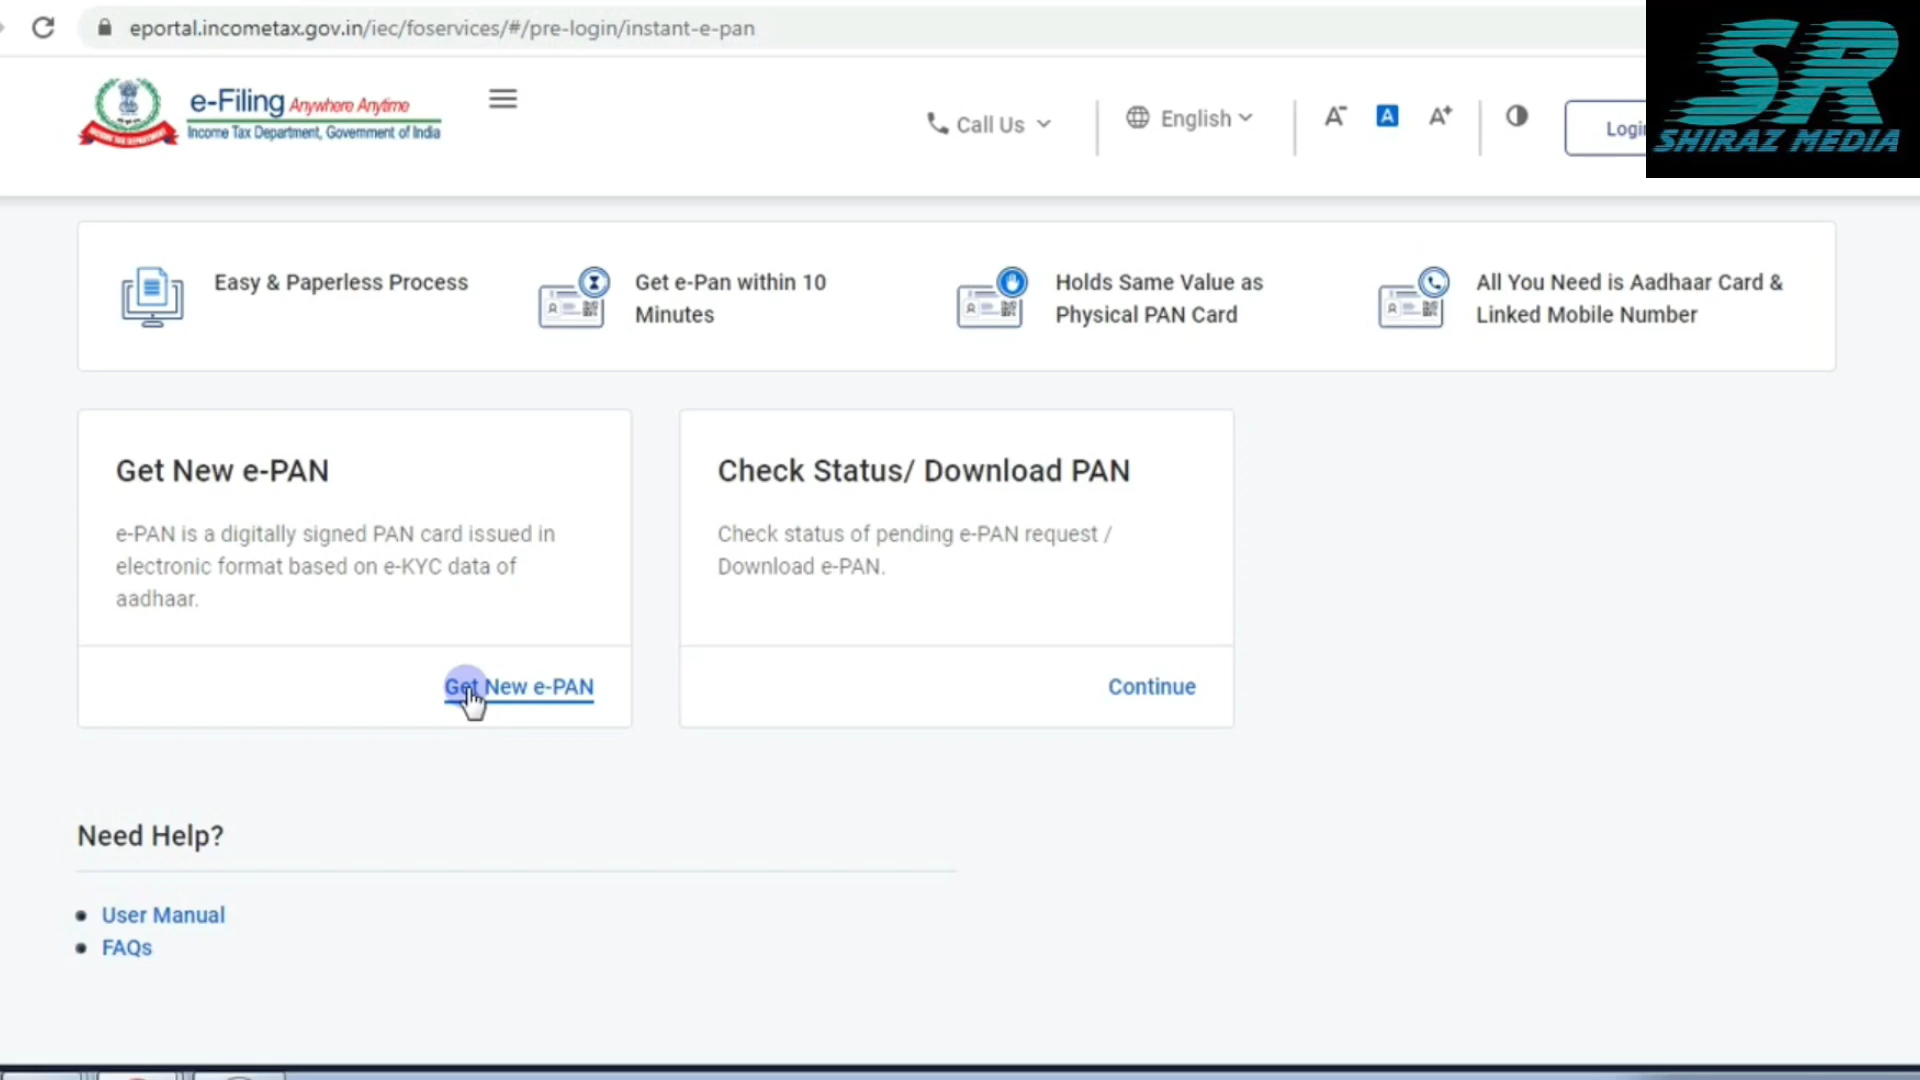 eportal.incometax.gov.in/iec/foservices/#/pre-login/instant-e-pan
SR
SHIRAZ MEDIA
e-Filing Anywhere Anytime
Income Tax Department, Government of India
Call Us
English
A-
A
A+
Login
Easy & Paperless Process
Get e-Pan within 10
Minutes
Holds Same Value as
Physical PAN Card
All You Need is Aadhaar Card &
Linked Mobile Number
Get New e-PAN
e-PAN is a digitally signed PAN card issued in
electronic format based on e-KYC data of
aadhaar.
Get New e-PAN
Check Status/ Download PAN
Check status of pending e-PAN request /
Download e-PAN.
Continue
Need Help?
User Manual
FAQs